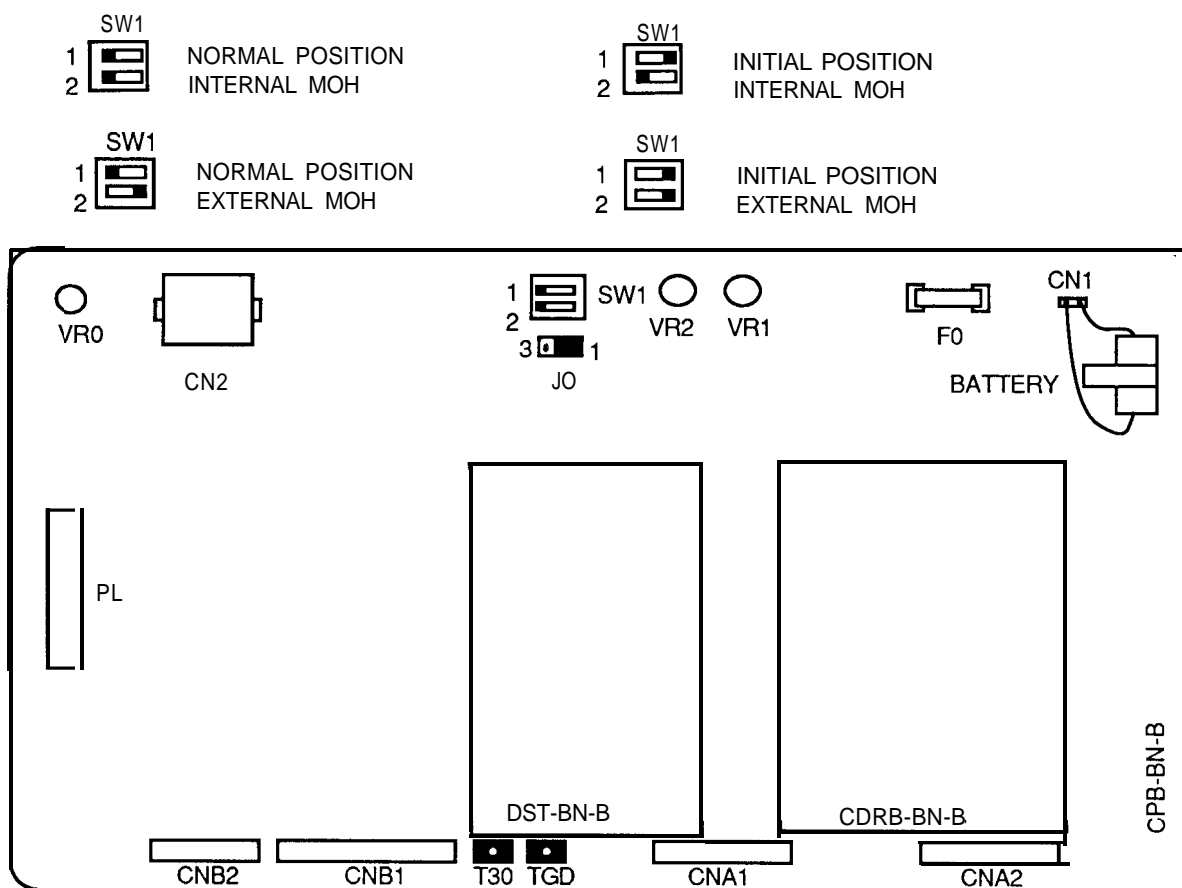 SW1
1 NORMAL POSITION
2 INTERNAL MOH
SW1
1 INITIAL POSITION
2 INTERNAL MOH
SW1
1 NORMAL POSITION
2 EXTERNAL MOH
SW1
1 INITIAL POSITION
2 EXTERNAL MOH
VR0
CN2
1
2
SW1
3
1
JO
VR2
VR1
F0
CN1
BATTERY
PL
DST-BN-B
CDRB-BN-B
CPB-BN-B
CNB2
CNB1
T30
TGD
CNA1
CNA2